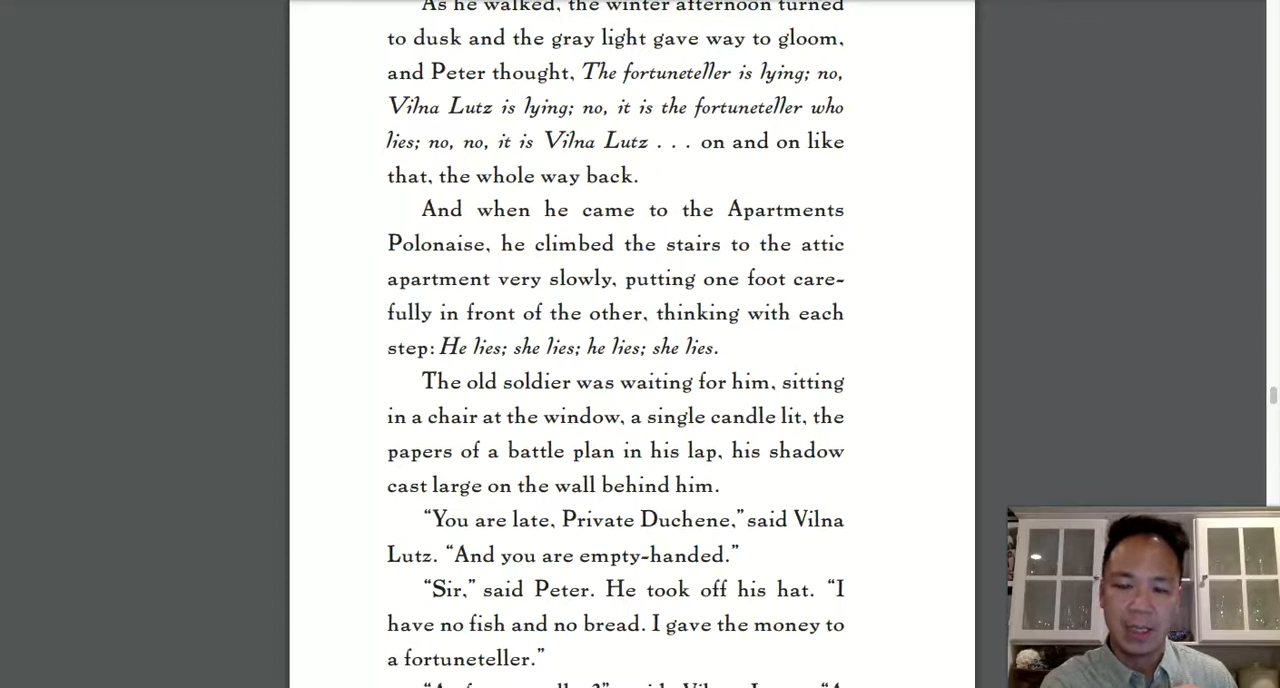 As he walked, the winter afternoon turned
to dusk and the gray light gave way to gloom,
and Peter thought, The fortuneteller is lying; no,
Vilna Lutz is lying; no, it is the fortuneteller who
lies; no, no, it is Vilna Lutz . . . on and on like
that, the whole way back.
And when he came to the Apartments
Polonaise, he climbed the stairs to the attic
apartment very slowly, putting one foot care-
fully in front of the other, thinking with each
step: He lies; she lies; he lies; she lies.
The old soldier was waiting for him, sitting
in a chair at the window, a single candle lit, the
papers of a battle plan in his lap, his shadow
cast large on the wall behind him.
“You are late, Private Duchene,” said Vilna
Lutz. “And you are empty-handed.”
“Sir,” said Peter. He took off his hat. “I
have no fish and no bread. I gave the money to
a fortuneteller.”